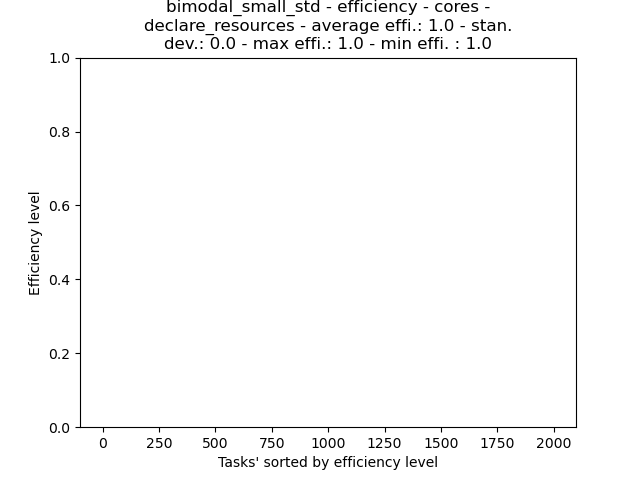 bimodal_small_std - efficiency - cores -
declare_resources - average effi.: 1.0 - stan.
dev.: 0.0 - max effi.: 1.0 - min effi. : 1.0
1.0
0.8
0.6
0.4
0.2
0.0
Efficiency level
0 250 500 750 1000 1250 1500 1750 2000
Tasks' sorted by efficiency level